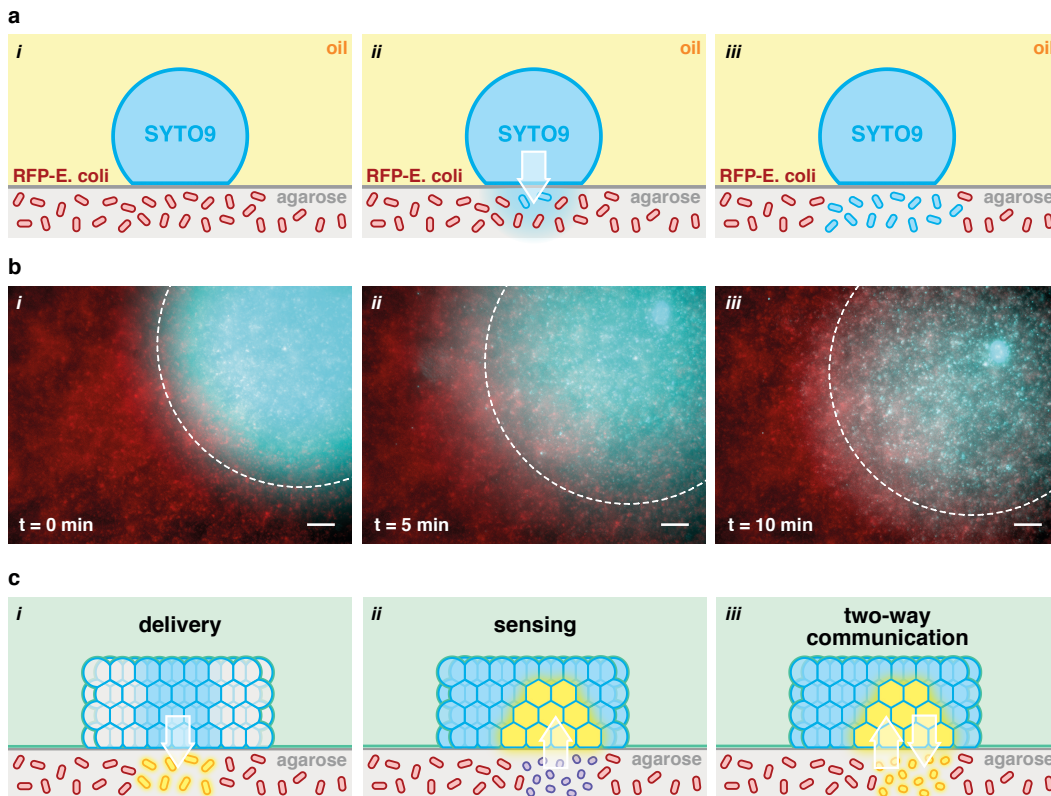 a
i
oil
SYTO9
RFP-E. coli
agarose
ii
SYTO9
RFP-E. coli
agarose
iii
oil
SYTO9
RFP-E. coli
agarose
b
i
t = 0 min
ii
t = 5 min
iii
t = 10 min
c
i
delivery
agarose
ii
sensing
agarose
iii
two-way
communication
agarose